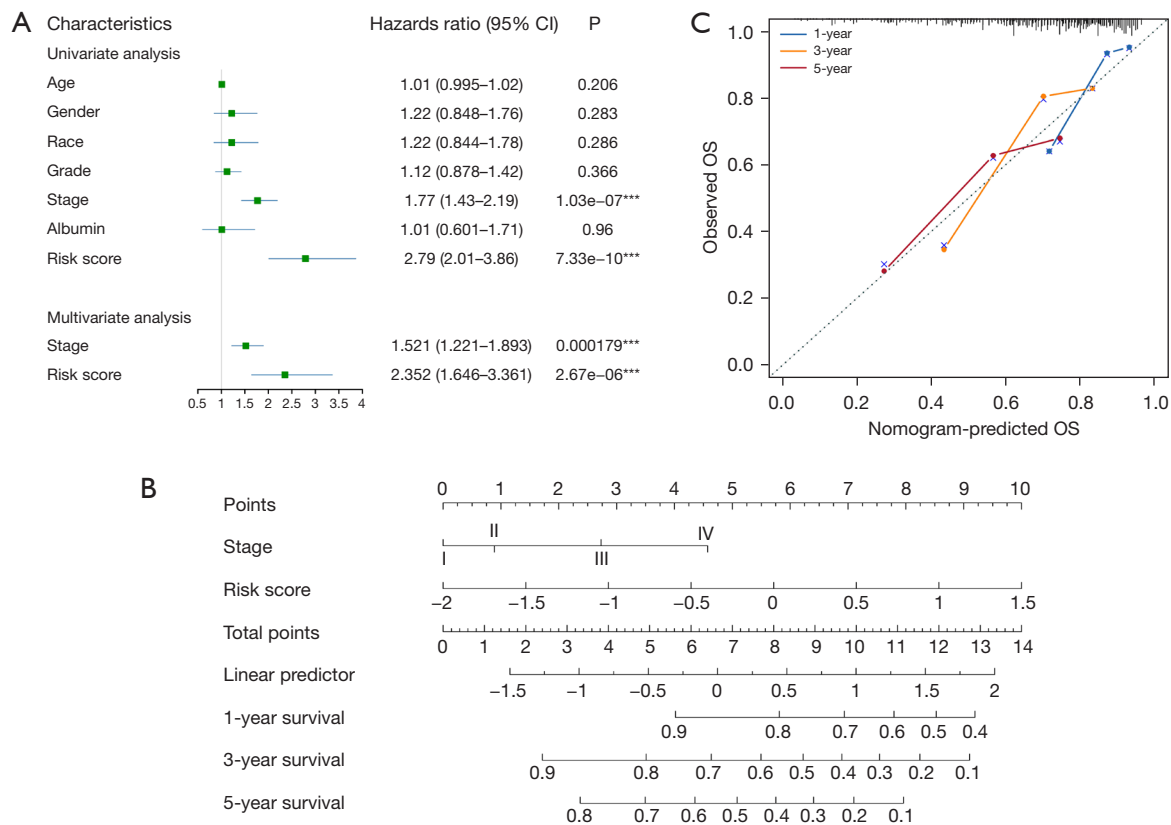 A
Characteristics Hazards ratio (95% CI) P
Univariate analysis
Age 1.01 (0.995–1.02) 0.206
Gender 1.22 (0.848–1.76) 0.283
Race 1.22 (0.844–1.78) 0.286
Grade 1.12 (0.878–1.42) 0.366
Stage 1.77 (1.43–2.19) 1.03e–07***
Albumin 1.01 (0.601–1.71) 0.96
Risk score 2.79 (2.01–3.86) 7.33e–10***
Multivariate analysis
Stage 1.521 (1.221–1.893) 0.000179***
Risk score 2.352 (1.646–3.361) 2.67e–06***
0.5 1 1.5 2 2.5 3 3.5 4
C
1-year
3-year
5-year
Observed OS
1.0
0.8
0.6
0.4
0.2
0.0
0.0 0.2 0.4 0.6 0.8 1.0
Nomogram-predicted OS
B
Points 0 1 2 3 4 5 6 7 8 9 10
Stage I II III IV
Risk score −2 −1.5 −1 −0.5 0 0.5 1 1.5
Total points 0 1 2 3 4 5 6 7 8 9 10 11 12 13 14
Linear predictor −1.5 −1 −0.5 0 0.5 1 1.5 2
1-year survival 0.9 0.8 0.7 0.6 0.5 0.4
3-year survival 0.9 0.8 0.7 0.6 0.5 0.4 0.3 0.2 0.1
5-year survival 0.8 0.7 0.6 0.5 0.4 0.3 0.2 0.1